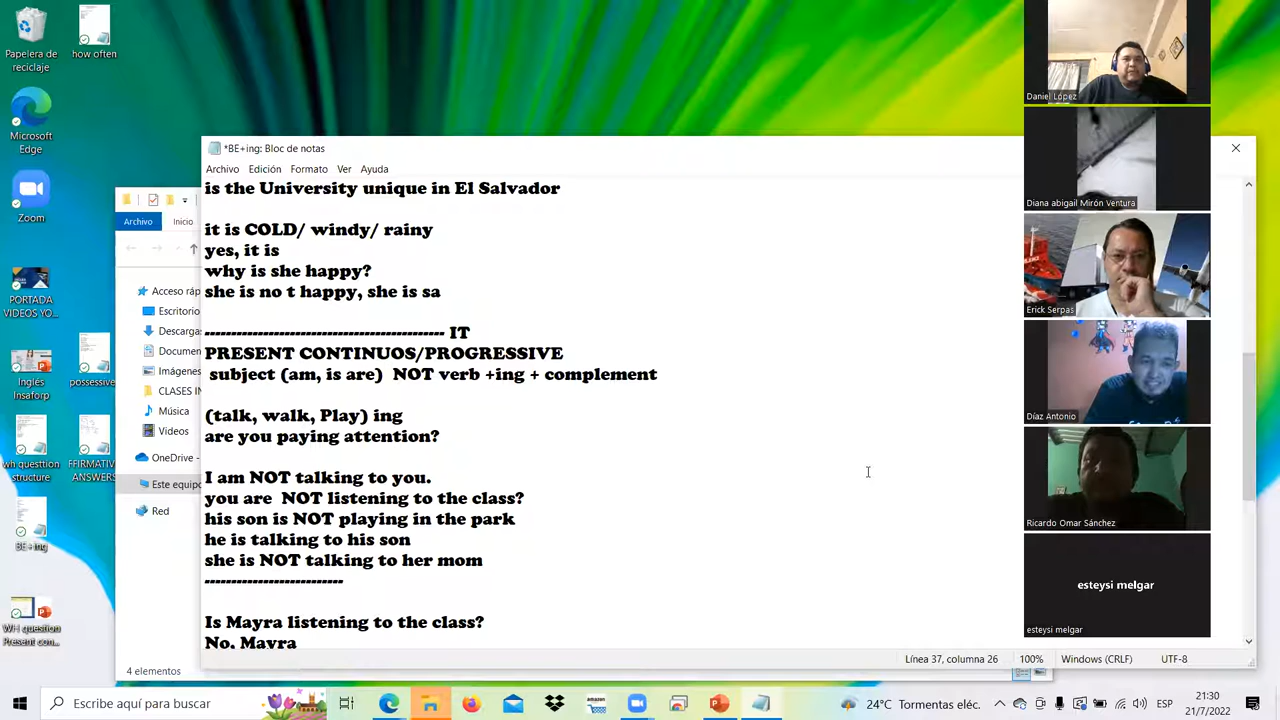 Papelera de
reciclaje
how often
Microsoft
Edge
Zoom
PORTADA
VIDEOS YO...
Inglès
Insaforp
possessive
wh questtion
structure
FFIRMATIV
ANSWERS
BE +ing
WH question
Present con...
Archivo
Inicio
Acceso ráp
Escritorio
Descarga
Documen
Imágenes
CLASES IN
Música
Videos
OneDrive -
Este equipo
Red
4 elementos
*BE+ing: Bloc de notas
Archivo Edición Formato Ver Ayuda
is the University unique in El Salvador
it is COLD/ windy/ rainy
yes, it is
why is she happy?
she is no t happy, she is sa
---------------------------------------------- IT
PRESENT CONTINUOS/PROGRESSIVE
subject (am, is are)  NOT verb +ing + complement
(talk, walk, Play) ing
are you paying attention?
I am NOT talking to you.
you are  NOT listening to the class?
his son is NOT playing in the park
he is talking to his son
she is NOT talking to her mom
--------------------------
Is Mayra listening to the class?
No, Mayra
Línea 37, columna 26
100%
Windows (CRLF)
UTF-8
Daniel López
Diana abigail Mirón Ventura
Erick Serpas
Díaz Antonio
Ricardo Omar Sánchez
esteysi melgar
esteysi melgar
Escribe aquí para buscar
amazon
24°C Tormentas eléc.
ESP
21:30
21/7/2022